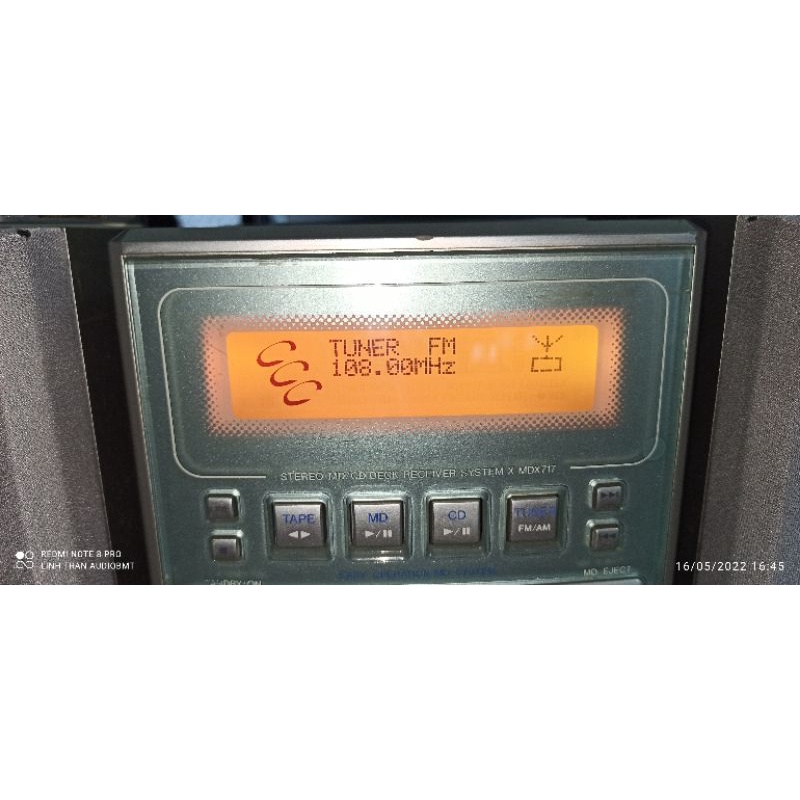 TUNER FM
108.00MHz
STEREO MD/CD DECK RECEIVER SYSTEM X-MDX717
TAPE
MD
CD
TUNER
FM/AM
STANDBY/ON
MD EJECT
REDMI NOTE 8 PRO
LINH TRAN AUDIOBMT
16/05/2022 16:45